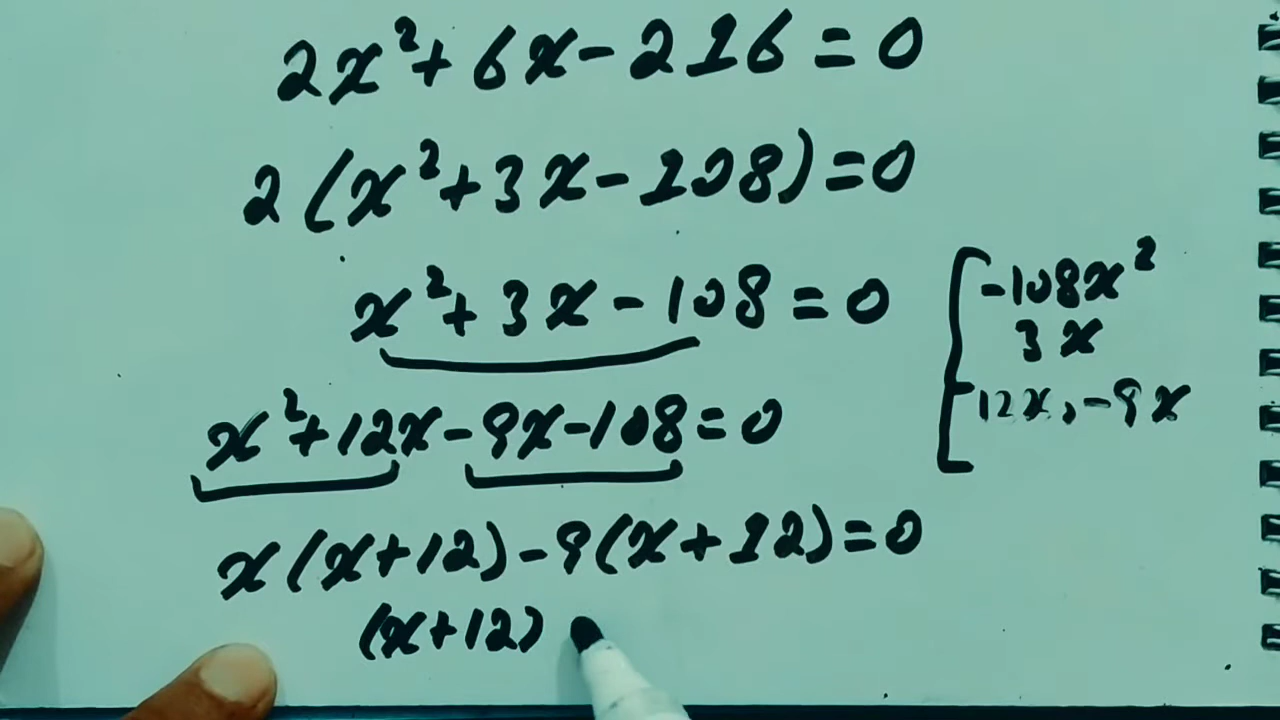 2x²+6x-216=0
2(x²+3x-108)=0
x²+3x-108=0
x²+12x-9x-108=0
x(x+12)-9(x+12)=0
(x+12)
-108x²
3x
12x,-9x